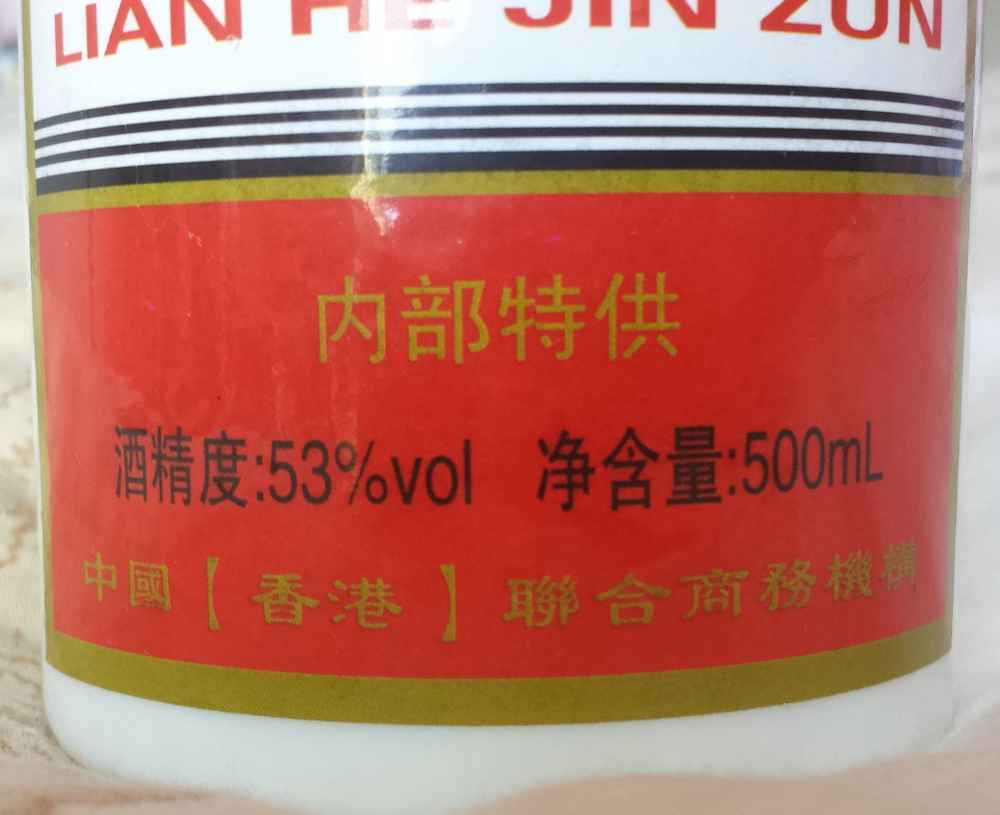 LIAN HE JIN ZUN
内部特供
酒精度:53%vol 净含量:500mL
中國【香港】聯合商務機構